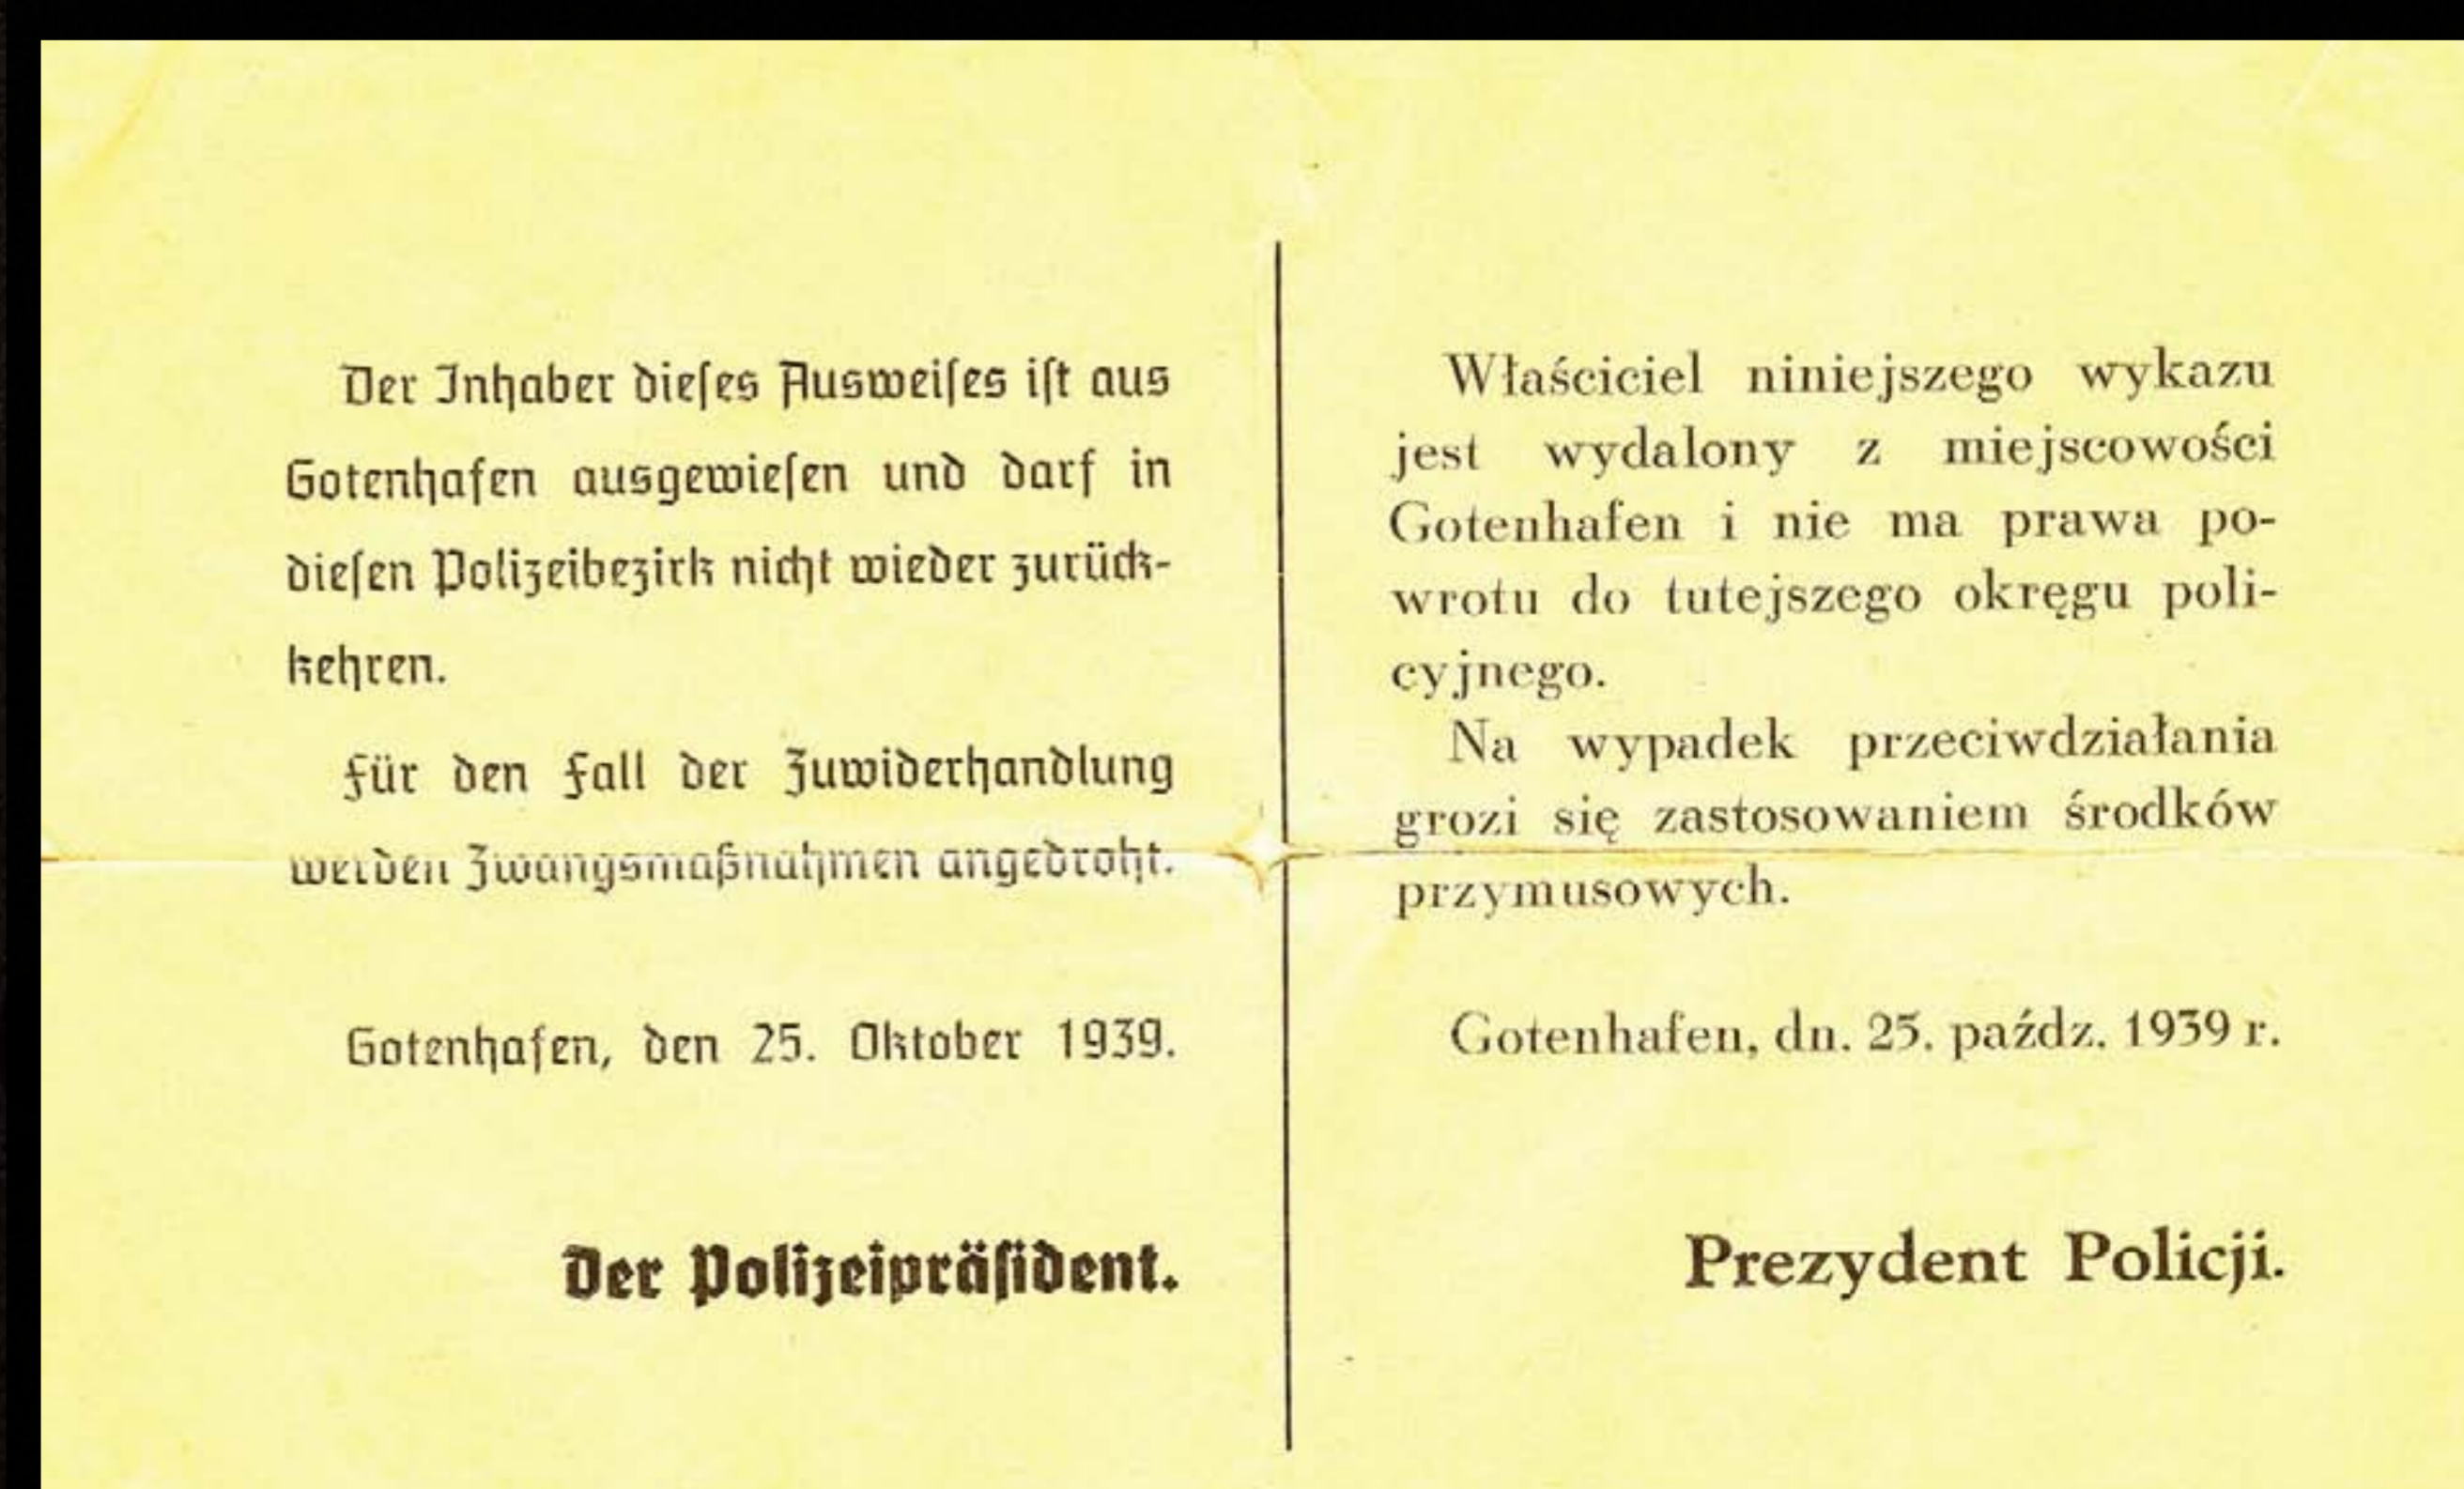 Der Inhaber dieſes Ausweiſes iſt aus
Gotenhafen ausgewieſen und darf in
dieſen Polizeibezirk nicht wieder zurück-
kehren.
Für den Fall der Zuwiderhandlung
werden Zwangsmaßnahmen angedroht.
Gotenhafen, den 25. Oktober 1939.
Der Polizeipräſident.
Właściciel niniejszego wykazu
jest wydalony z miejscowości
Gotenhafen i nie ma prawa po-
wrotu do tutejszego okręgu poli-
cyjnego.
Na wypadek przeciwdziałania
grozi się zastosowaniem środków
przymusowych.
Gotenhafen, dn. 25. paźdz. 1939 r.
Prezydent Policji.